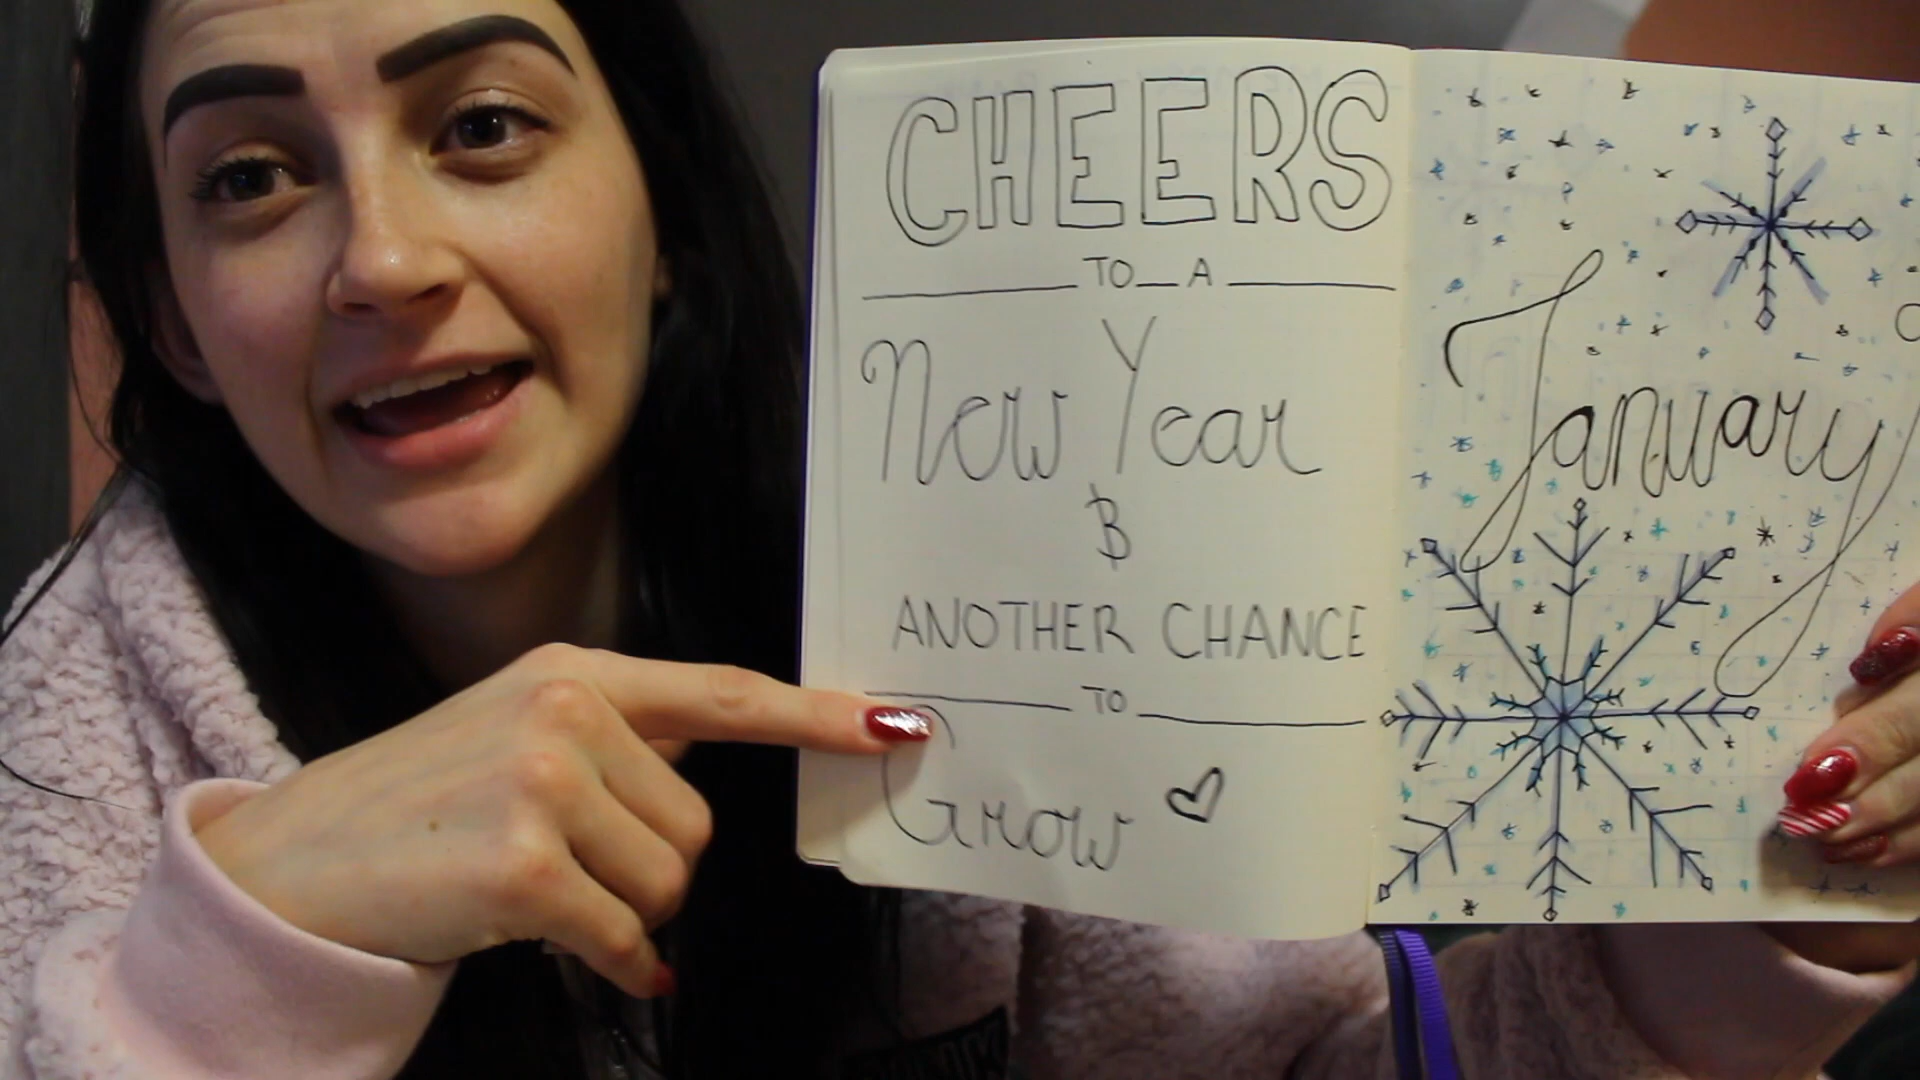 CHEERS
TO A
New Year
&
ANOTHER CHANCE
TO
Grow
January